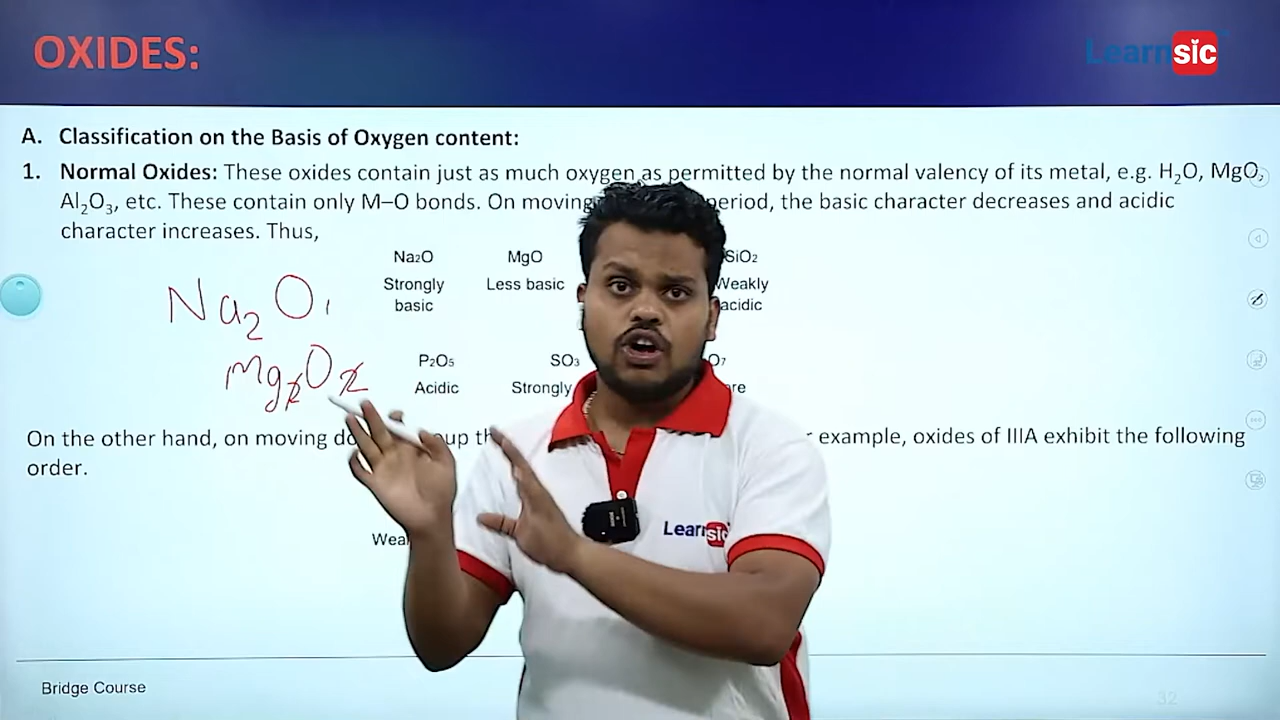 OXIDES:
Learnsic
A. Classification on the Basis of Oxygen content:
1. Normal Oxides: These oxides contain just as much oxygen as permitted by the normal valency of its metal, e.g. H₂O, MgO,
Al₂O₃, etc. These contain only M–O bonds. On moving period, the basic character decreases and acidic
character increases. Thus,
Na₂O MgO SiO₂
Strongly Less basic Weakly
basic acidic
Na₂O₁
Mg₂O₂
P₂O₅ SO₃ O₇
Acidic Strongly
On the other hand, on moving example, oxides of IIIA exhibit the following
order.
Learnsic
Bridge Course
32